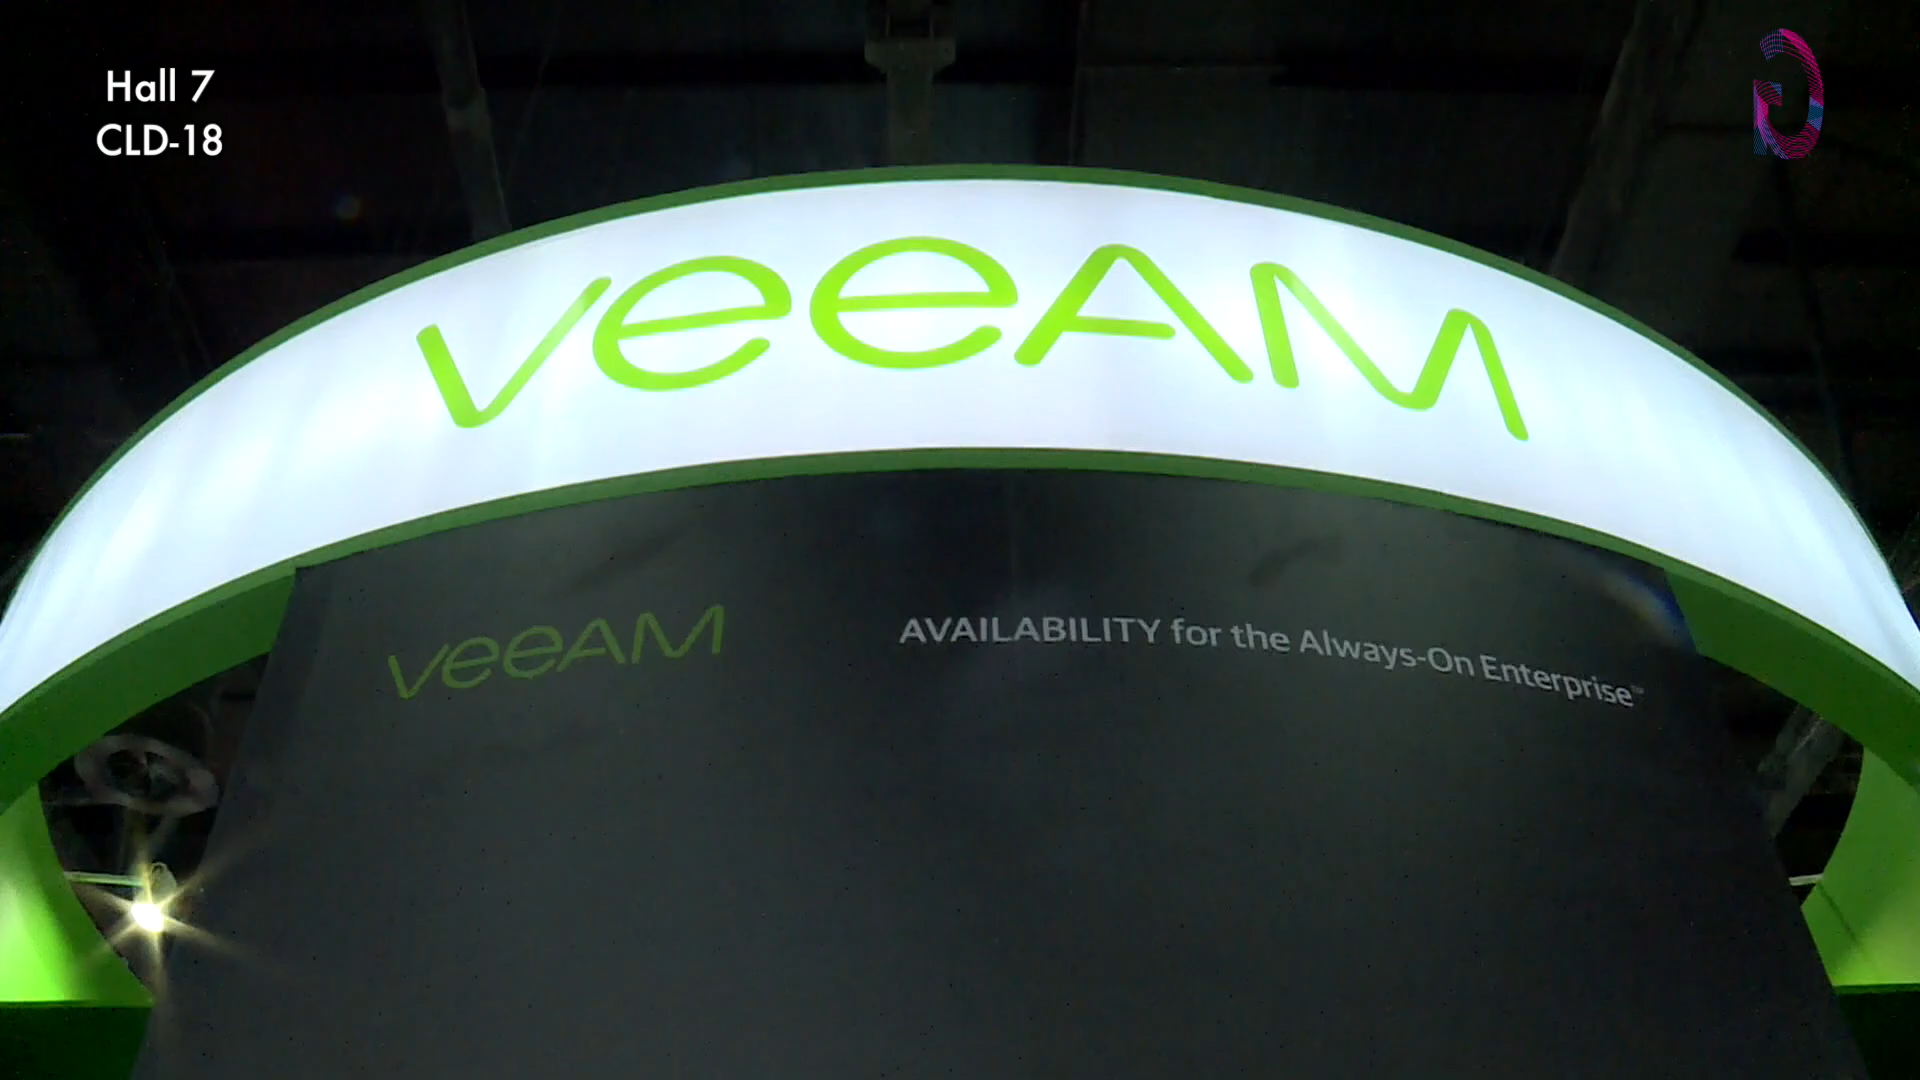 Hall 7
CLD-18
veeAM
veeAM
AVAILABILITY for the Always-On Enterprise™